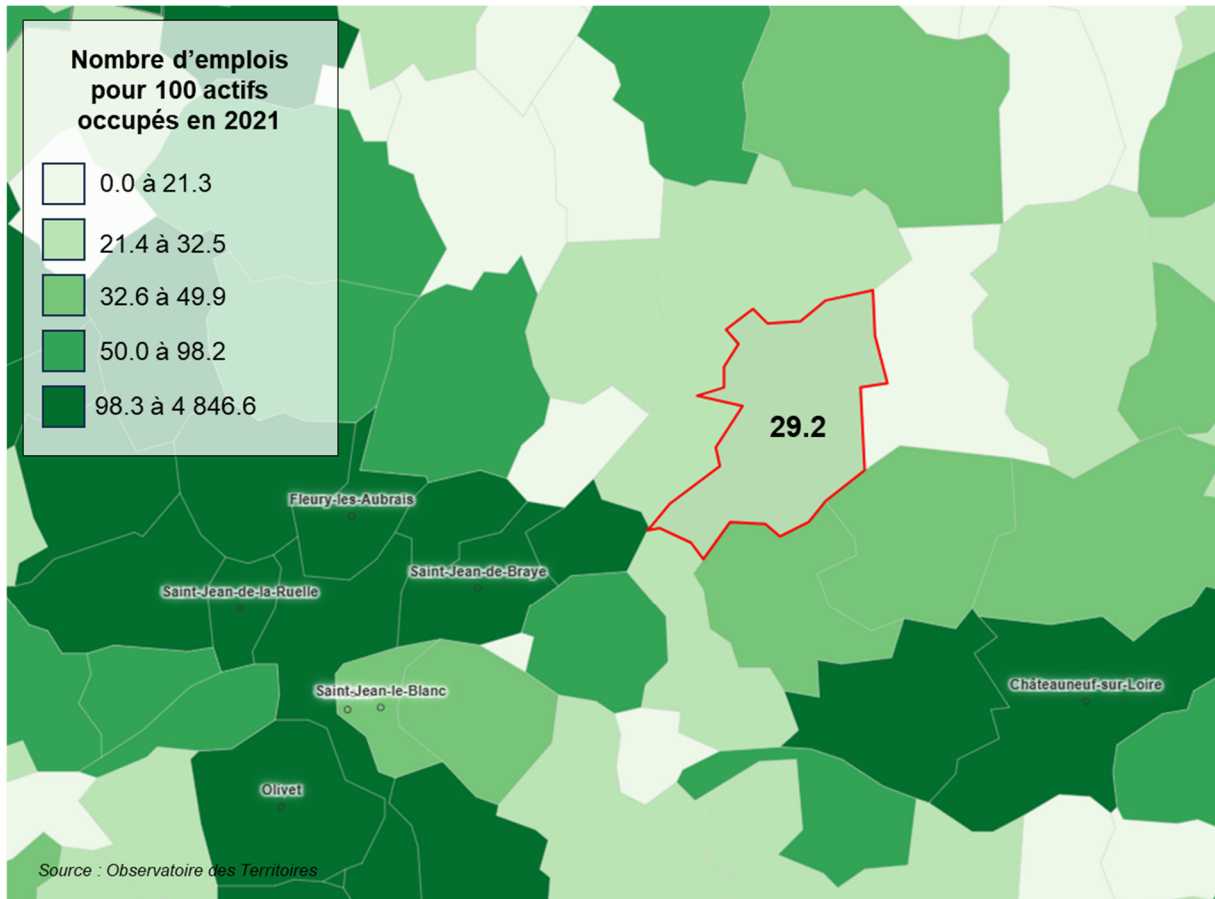 Nombre d’emplois
pour 100 actifs
occupés en 2021
0.0 à 21.3
21.4 à 32.5
32.6 à 49.9
50.0 à 98.2
98.3 à 4 846.6
29.2
Fleury-les-Aubrais
Saint-Jean-de-Braye
Saint-Jean-de-la-Ruelle
Châteauneuf-sur-Loire
Saint-Jean-le-Blanc
Olivet
Source : Observatoire des Territoires